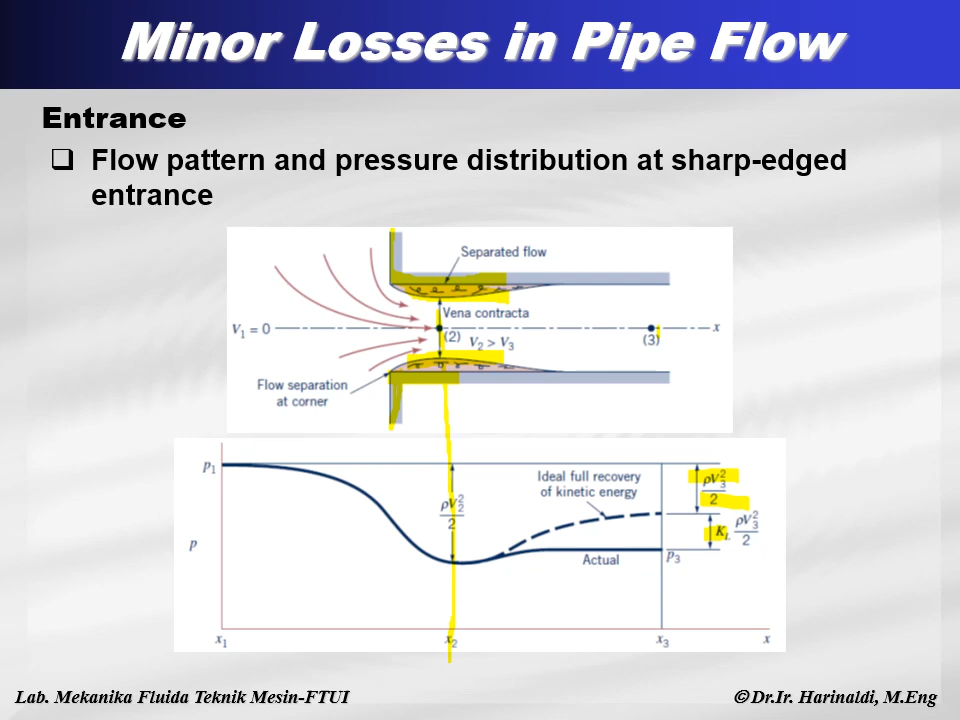 Minor Losses in Pipe Flow
Entrance
❑ Flow pattern and pressure distribution at sharp-edged
entrance
Separated flow
Vena contracta
V₁ = 0
x
(2) V₂ > V₃
(3)
Flow separation
at corner
p₁
Ideal full recovery
of kinetic energy
ρV₂²
2
ρV₃²
2
K_L ρV₃²
2
p
Actual
p₃
x₁ x₂ x₃ x
Lab. Mekanika Fluida Teknik Mesin-FTUI
©Dr.Ir. Harinaldi, M.Eng